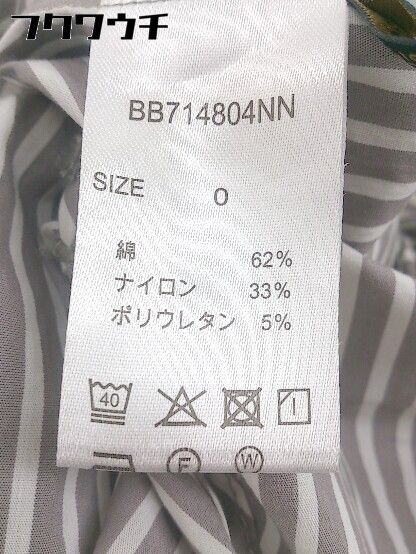 フクワウチ
BB714804NN
SIZE 0
綿 62%
ナイロン 33%
ポリウレタン 5%
40
F W